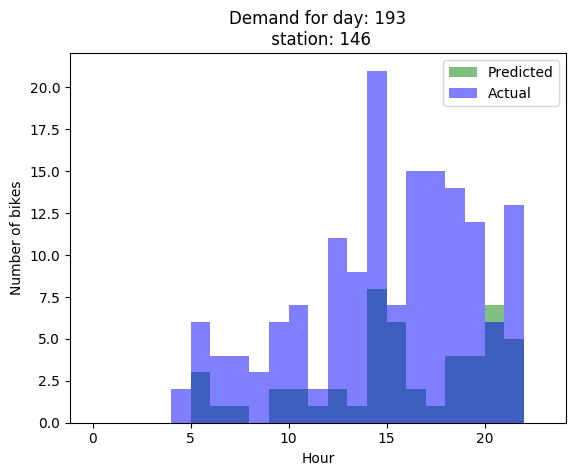 Demand for day: 193
station: 146
Predicted
Actual
20.0
17.5
15.0
12.5
10.0
7.5
5.0
2.5
0.0
Number of bikes
0 5 10 15 20
Hour